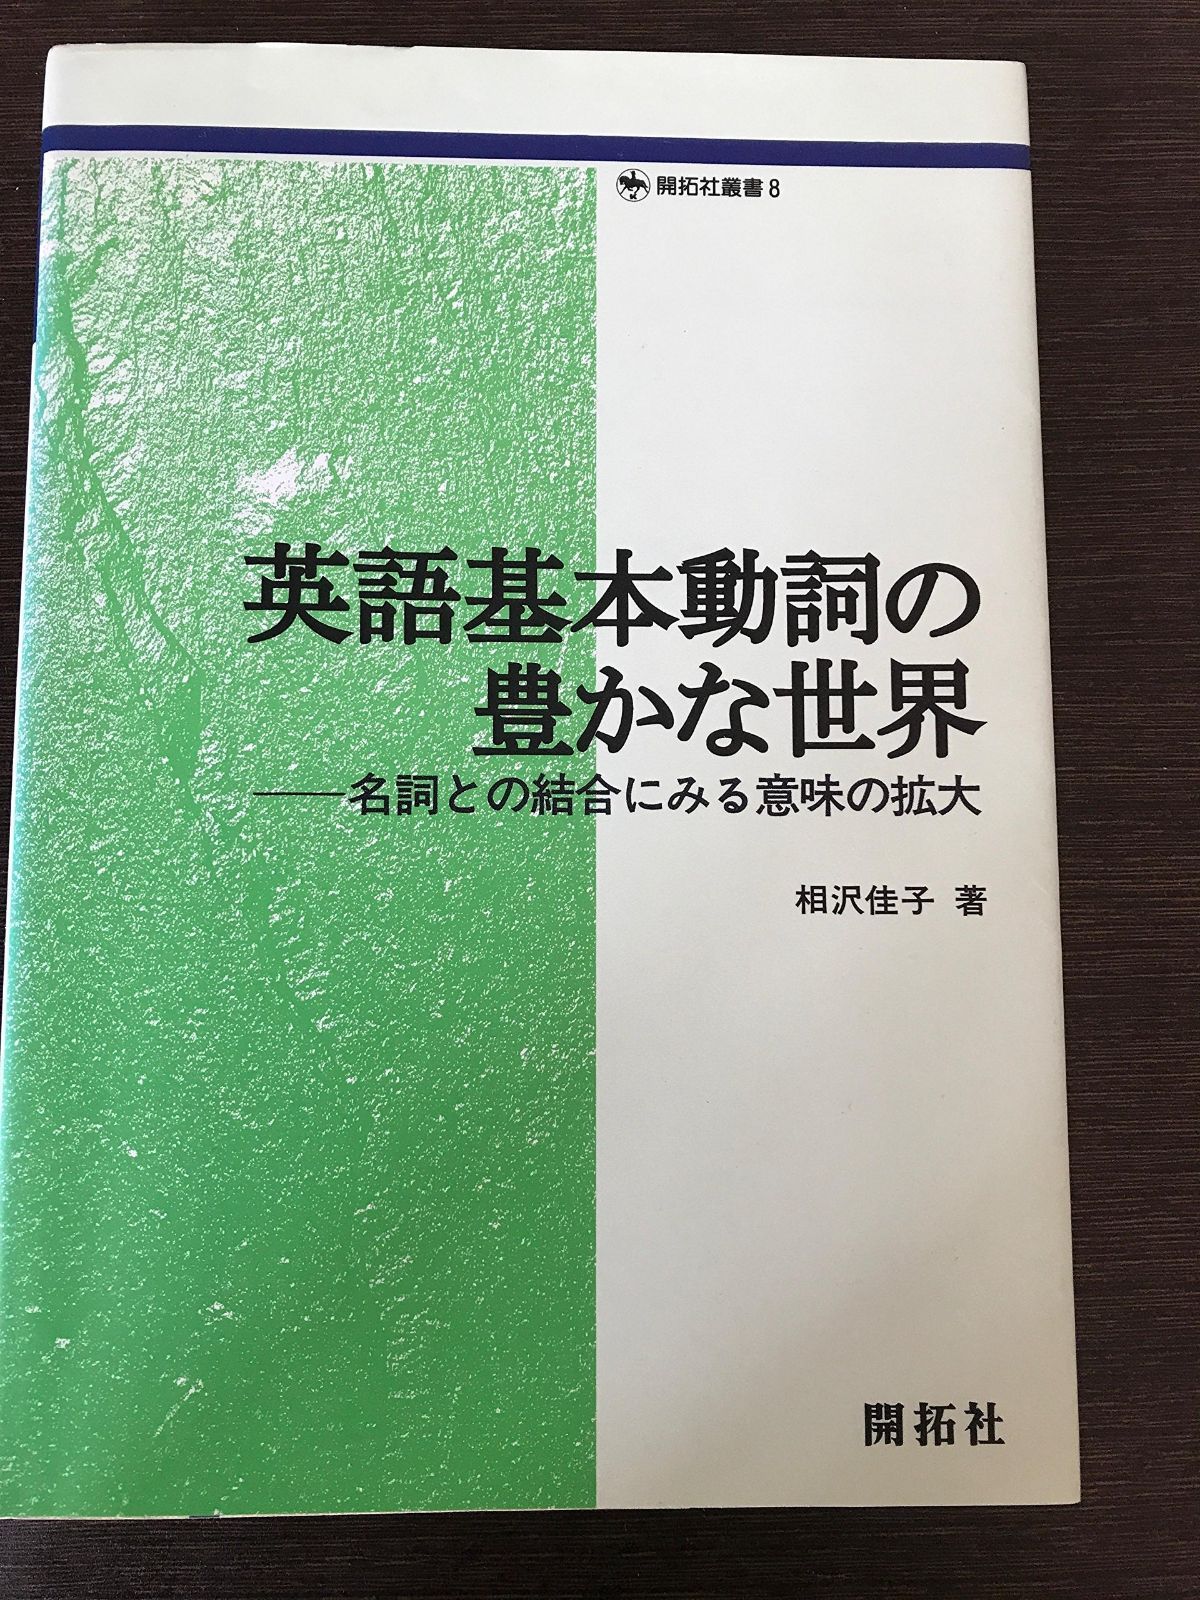 開拓社叢書8
英語基本動詞の
豊かな世界
――名詞との結合にみる意味の拡大
相沢佳子 著
開拓社